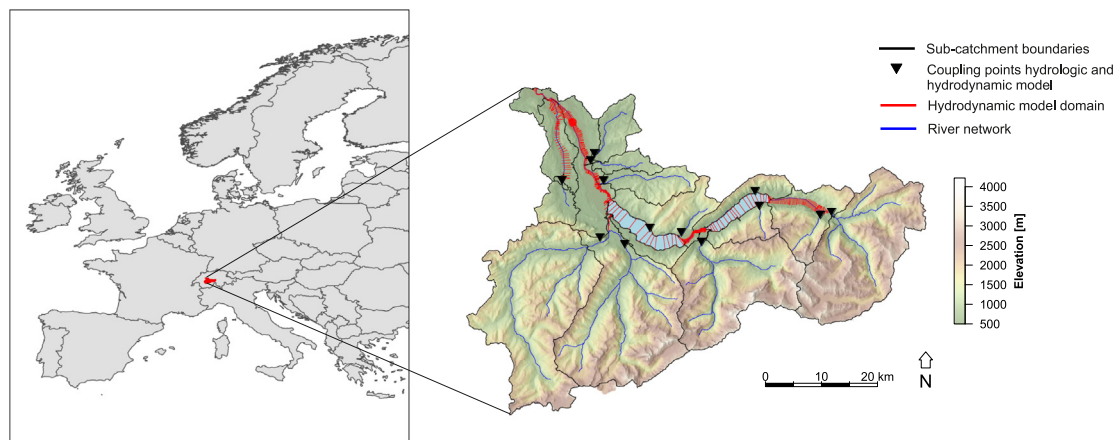 Sub-catchment boundaries
Coupling points hydrologic and
hydrodynamic model
Hydrodynamic model domain
River network
Elevation [m]
4000
3500
3000
2500
2000
1500
1000
500
0 10 20 km
N